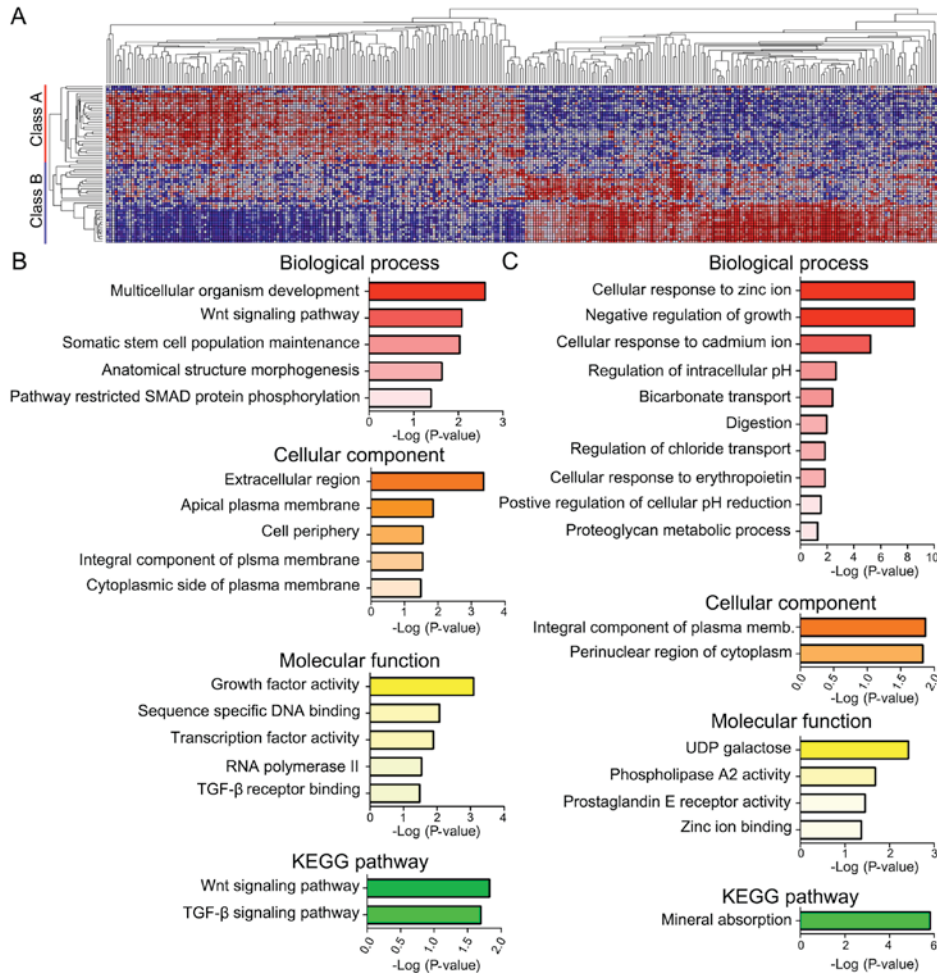 A
Class A
Class B
B
Biological process
Multicellular organism development
Wnt signaling pathway
Somatic stem cell population maintenance
Anatomical structure morphogenesis
Pathway restricted SMAD protein phosphorylation
0 1 2 3
-Log (P-value)
Cellular component
Extracellular region
Apical plasma membrane
Cell periphery
Integral component of plsma membrane
Cytoplasmic side of plasma membrane
0 1 2 3 4
-Log (P-value)
Molecular function
Growth factor activity
Sequence specific DNA binding
Transcription factor activity
RNA polymerase II
TGF-β receptor binding
0 1 2 3 4
-Log (P-value)
KEGG pathway
Wnt signaling pathway
TGF-β signaling pathway
0.0 0.5 1.0 1.5 2.0
-Log (P-value)
C
Biological process
Cellular response to zinc ion
Negative regulation of growth
Cellular response to cadmium ion
Regulation of intracellular pH
Bicarbonate transport
Digestion
Regulation of chloride transport
Cellular response to erythropoietin
Postive regulation of cellular pH reduction
Proteoglycan metabolic process
0 2 4 6 8 10
-Log (P-value)
Cellular component
Integral component of plasma memb.
Perinuclear region of cytoplasm
0.0 0.5 1.0 1.5 2.0
-Log (P-value)
Molecular function
UDP galactose
Phospholipase A2 activity
Prostaglandin E receptor activity
Zinc ion binding
0 1 2 3
-Log (P-value)
KEGG pathway
Mineral absorption
0 2 4 6
-Log (P-value)